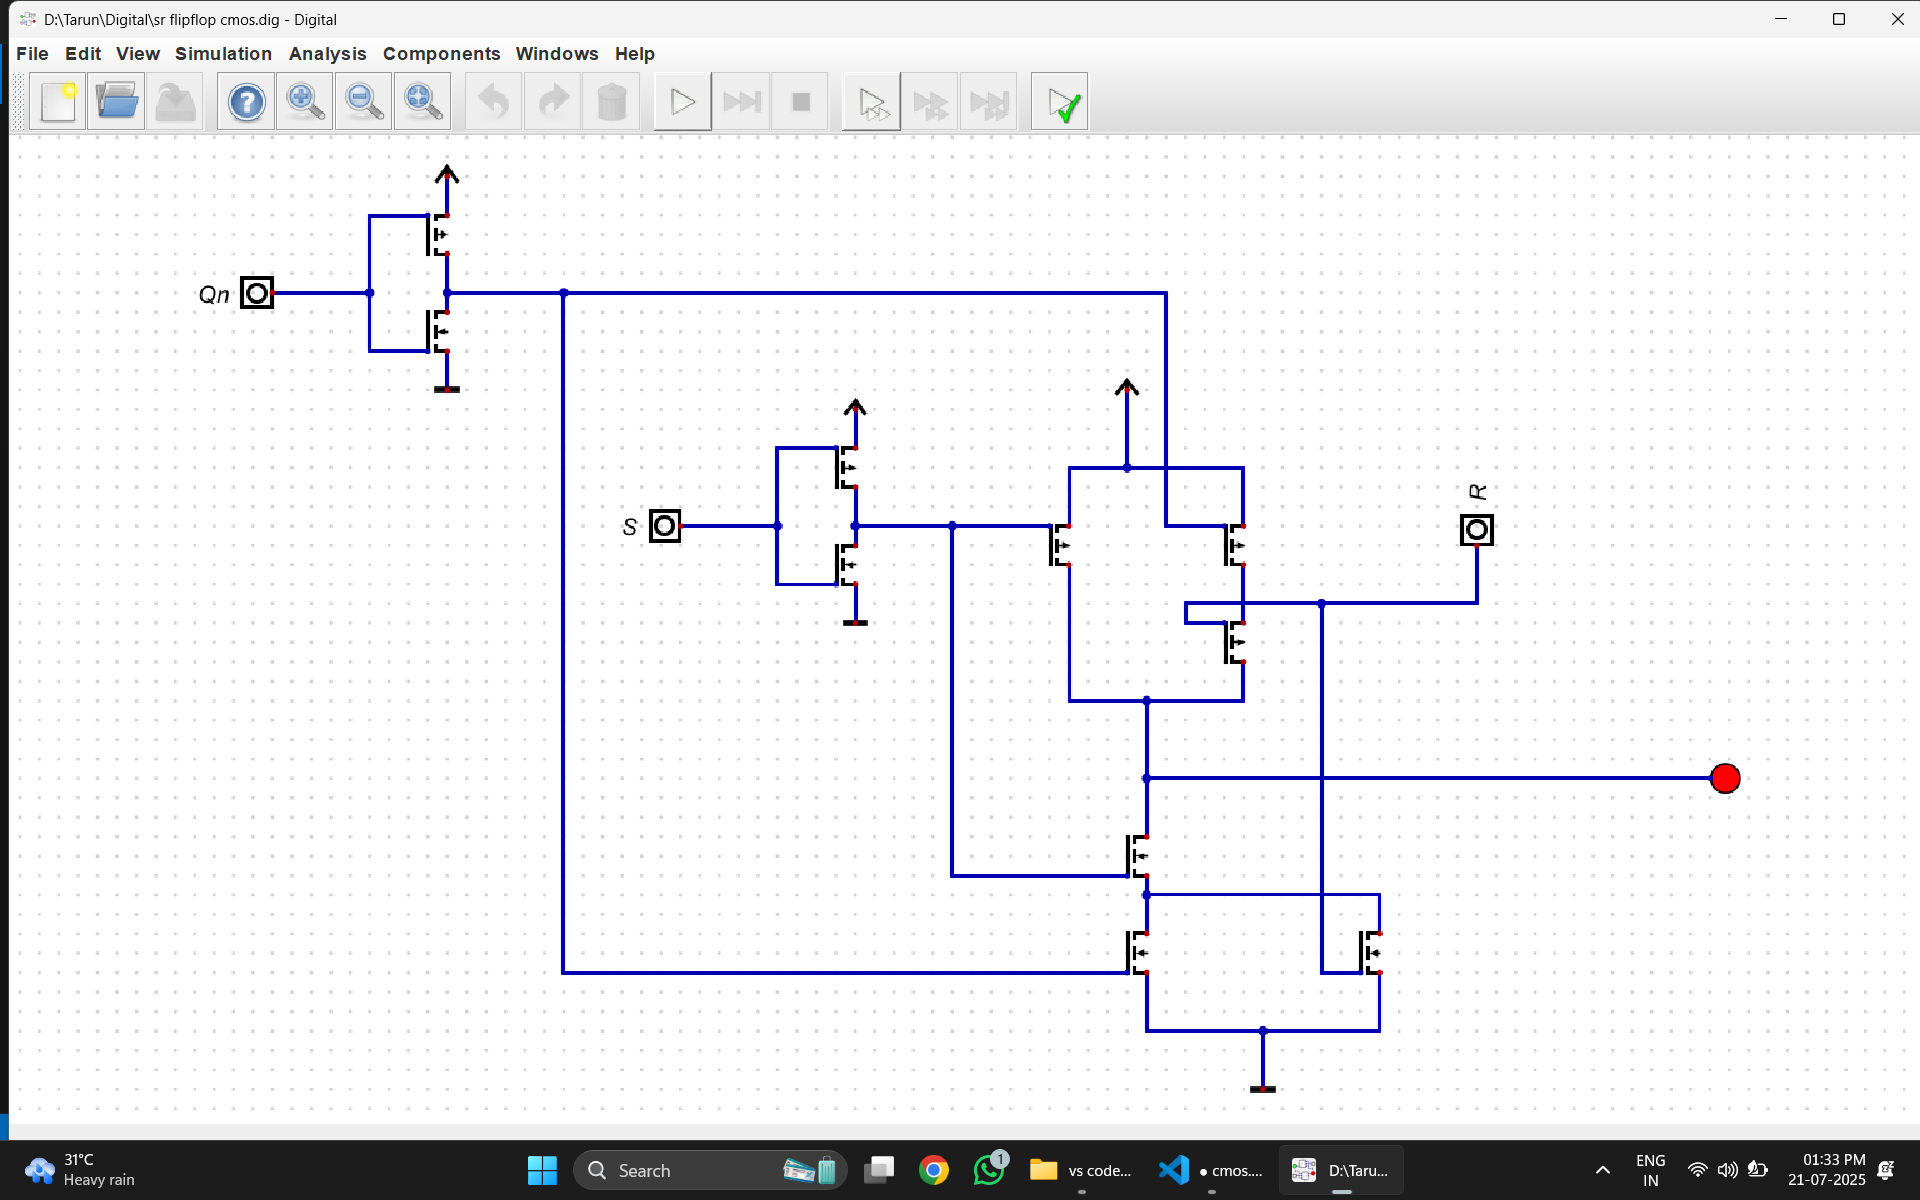 D:\Tarun\Digital\sr flipflop cmos.dig - Digital
File Edit View Simulation Analysis Components Windows Help
Qn
S
R
31°C
Heavy rain
Search
1
vs code...
● cmos....
D:\Taru...
ENG
IN
01:33 PM
21-07-2025